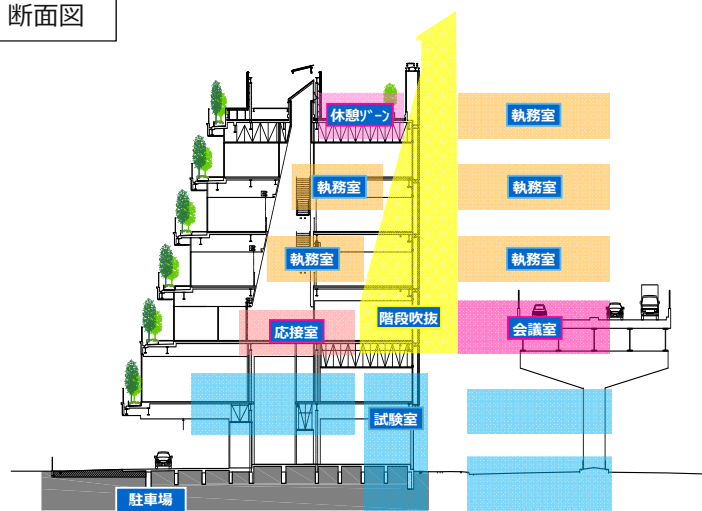 断面図
休憩ｿﾞｰﾝ
執務室
執務室
執務室
執務室
執務室
階段吹抜
応接室
会議室
試験室
駐車場